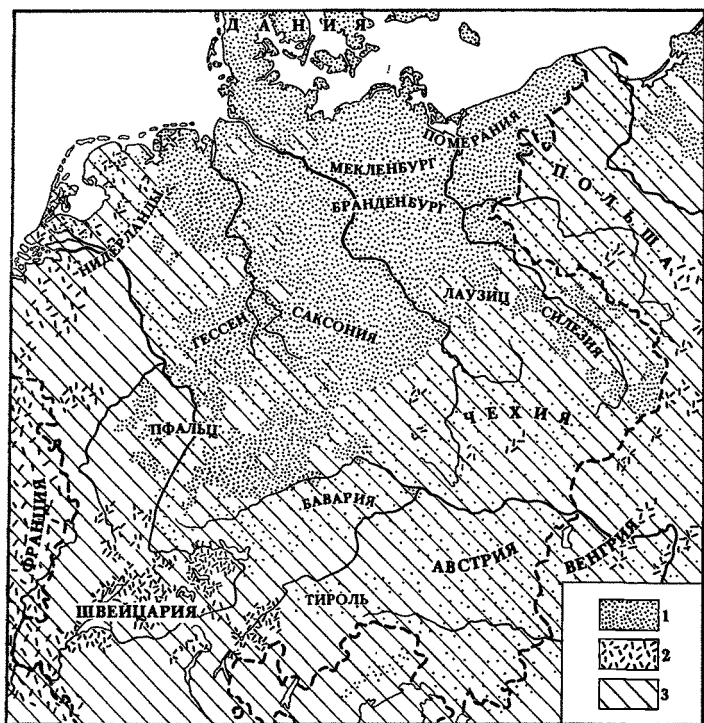 ДАНИЯ
ПОМЕРАНИЯ
МЕКЛЕНБУРГ
БРАНДЕНБУРГ
ПОЛЬША
НИДЕРЛАНДЫ
ЛАУЗИЦ
СИЛЕЗИЯ
ГЕССЕН
САКСОНИЯ
ЧЕХИЯ
ПФАЛЬЦ
БАВАРИЯ
ФРАНЦИЯ
АВСТРИЯ
ВЕНГРИЯ
ШВЕЙЦАРИЯ
ТИРОЛЬ
1
2
3